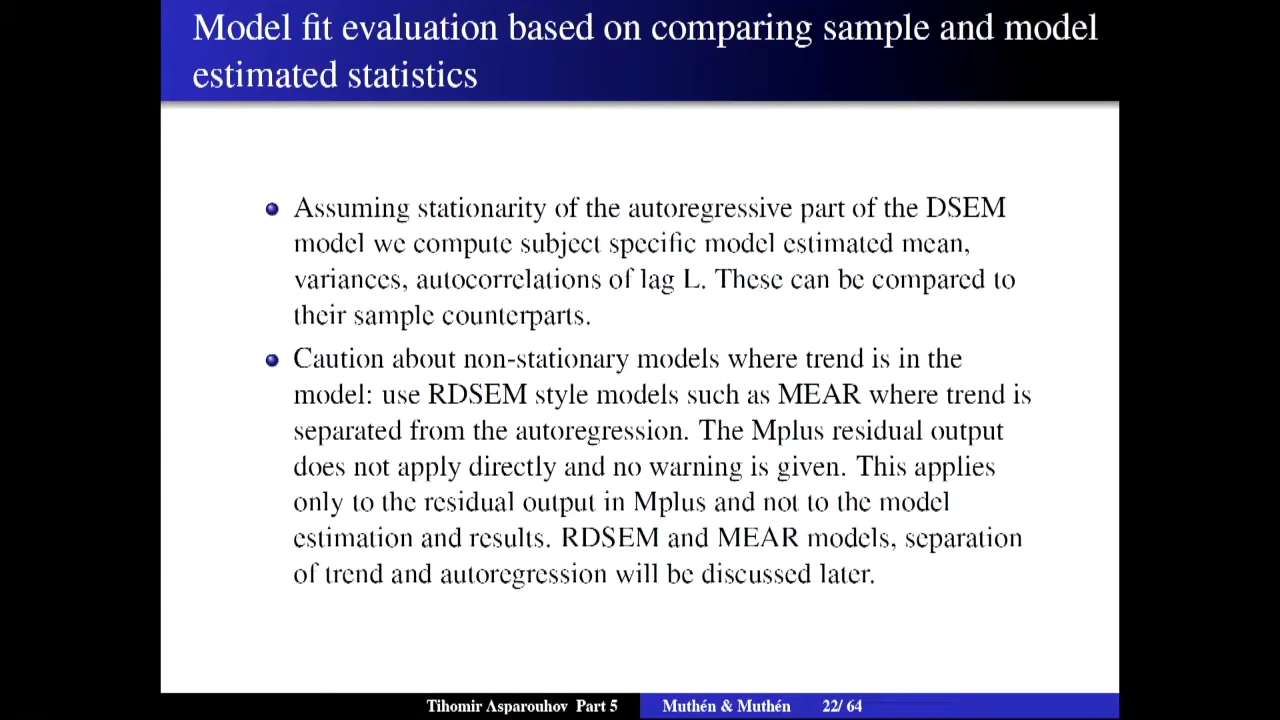 Model fit evaluation based on comparing sample and model
estimated statistics
Assuming stationarity of the autoregressive part of the DSEM
model we compute subject specific model estimated mean,
variances, autocorrelations of lag L. These can be compared to
their sample counterparts.
Caution about non-stationary models where trend is in the
model: use RDSEM style models such as MEAR where trend is
separated from the autoregression. The Mplus residual output
does not apply directly and no warning is given. This applies
only to the residual output in Mplus and not to the model
estimation and results. RDSEM and MEAR models, separation
of trend and autoregression will be discussed later.
Tihomir Asparouhov Part 5 Muthén & Muthén 22/ 64